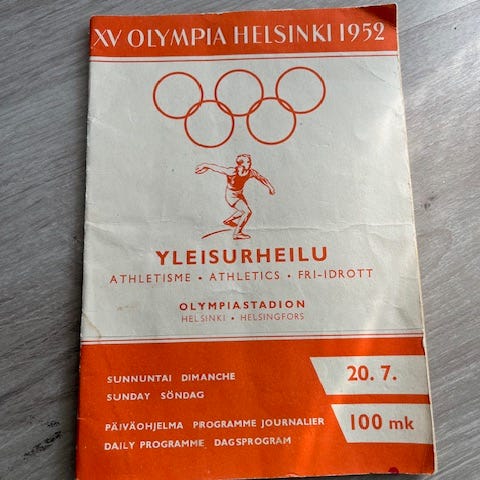 XV OLYMPIA HELSINKI 1952
YLEISURHEILU
ATHLETISME • ATHLETICS • FRI-IDROTT
OLYMPIASTADION
HELSINKI • HELSINGFORS
SUNNUNTAI DIMANCHE
SUNDAY SÖNDAG
20. 7.
PÄIVÄOHJELMA PROGRAMME JOURNALIER
DAILY PROGRAMME DAGSPROGRAM
100 mk